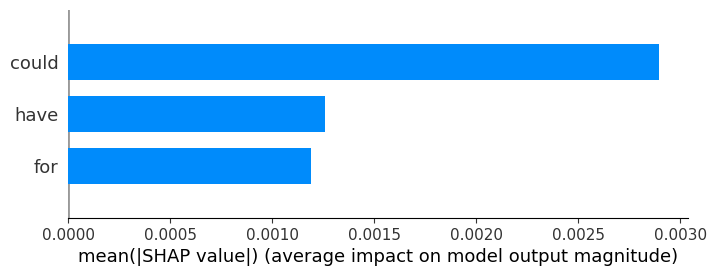 could
have
for
0.0000 0.0005 0.0010 0.0015 0.0020 0.0025 0.0030
mean(|SHAP value|) (average impact on model output magnitude)